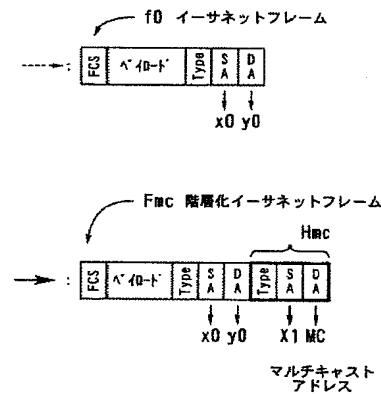 f0 イーサネットフレーム
FCS ペイロード Type SA DA
x0 y0
Fmc 階層化イーサネットフレーム
Hmc
FCS ペイロード Type SA DA Type SA DA
x0 y0 X1 MC
マルチキャスト
アドレス